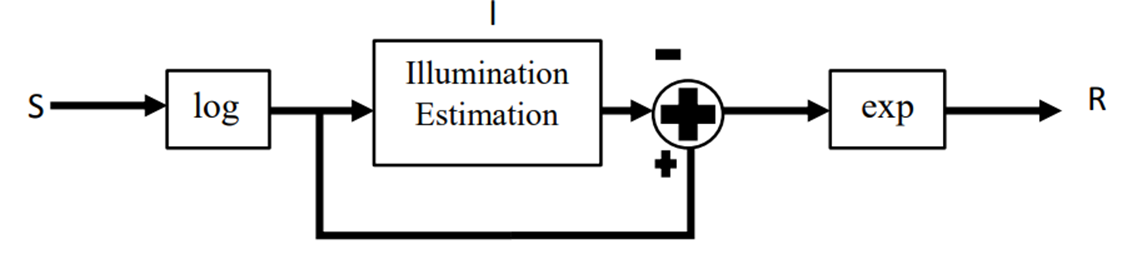 I
S
log
Illumination
Estimation
-
+
+
exp
R